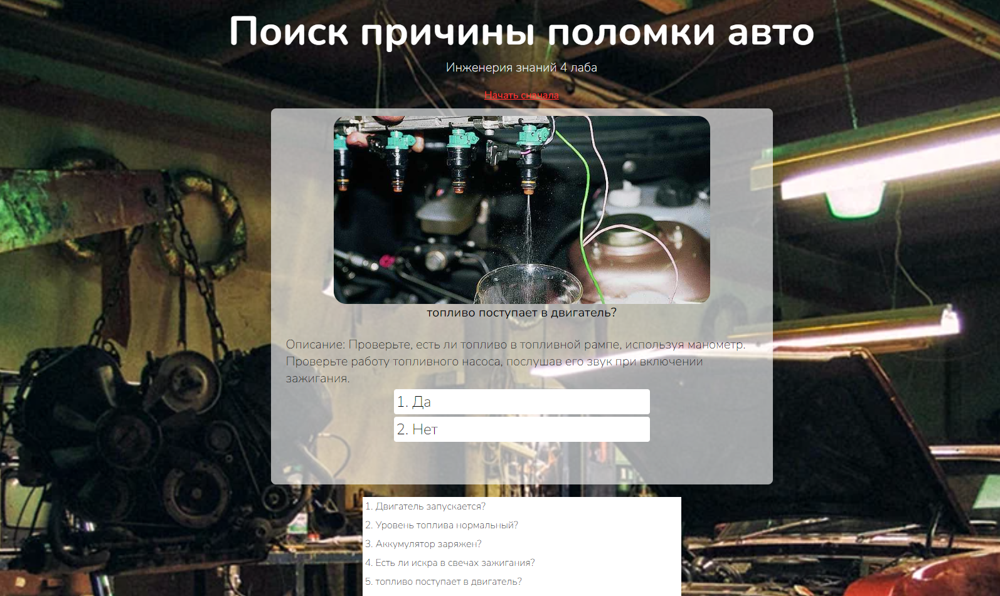 Поиск причины поломки авто
Инженерия знаний 4 лаба
Начать сначала
топливо поступает в двигатель?
Описание: Проверьте, есть ли топливо в топливной рампе, используя манометр.
Проверьте работу топливного насоса, послушав его звук при включении
зажигания.
1. Да
2. Нет
1. Двигатель запускается?
2. Уровень топлива нормальный?
3. Аккумулятор заряжен?
4. Есть ли искра в свечах зажигания?
5. топливо поступает в двигатель?